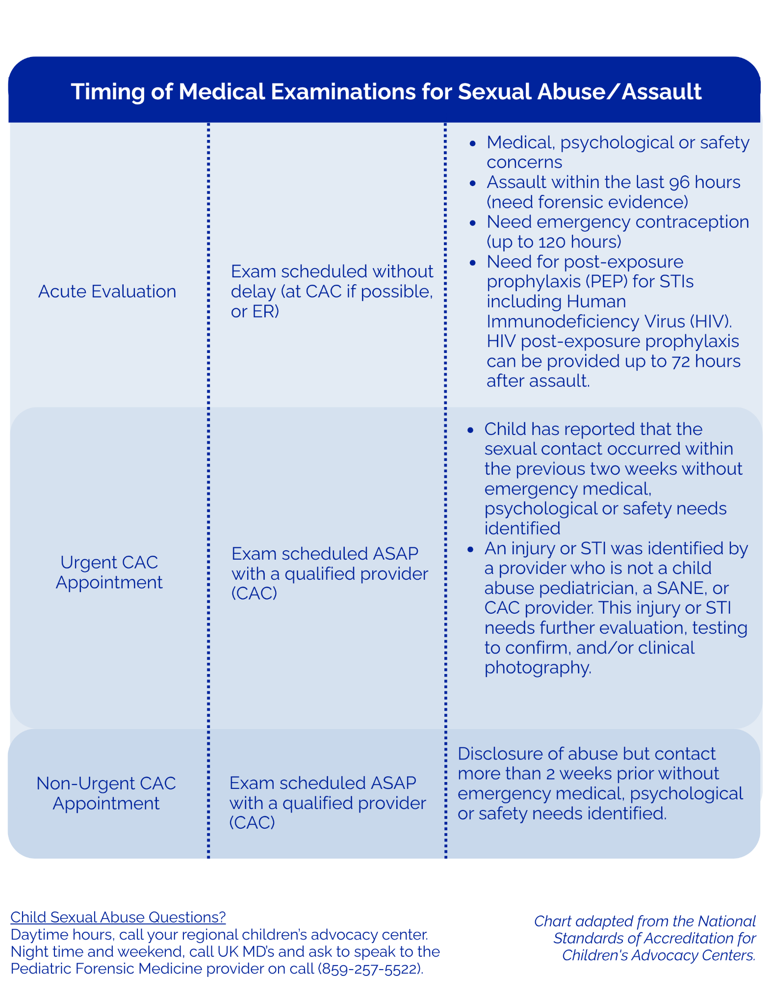 Timing of Medical Examinations for Sexual Abuse/Assault
Acute Evaluation
Exam scheduled without
delay (at CAC if possible,
or ER)
• Medical, psychological or safety
concerns
• Assault within the last 96 hours
(need forensic evidence)
• Need emergency contraception
(up to 120 hours)
• Need for post-exposure
prophylaxis (PEP) for STIs
including Human
Immunodeficiency Virus (HIV).
HIV post-exposure prophylaxis
can be provided up to 72 hours
after assault.
Urgent CAC
Appointment
Exam scheduled ASAP
with a qualified provider
(CAC)
• Child has reported that the
sexual contact occurred within
the previous two weeks without
emergency medical,
psychological or safety needs
identified
• An injury or STI was identified by
a provider who is not a child
abuse pediatrician, a SANE, or
CAC provider. This injury or STI
needs further evaluation, testing
to confirm, and/or clinical
photography.
Non-Urgent CAC
Appointment
Exam scheduled ASAP
with a qualified provider
(CAC)
Disclosure of abuse but contact
more than 2 weeks prior without
emergency medical, psychological
or safety needs identified.
Child Sexual Abuse Questions?
Daytime hours, call your regional children's advocacy center.
Night time and weekend, call UK MD's and ask to speak to the
Pediatric Forensic Medicine provider on call (859-257-5522).
Chart adapted from the National
Standards of Accreditation for
Children's Advocacy Centers.